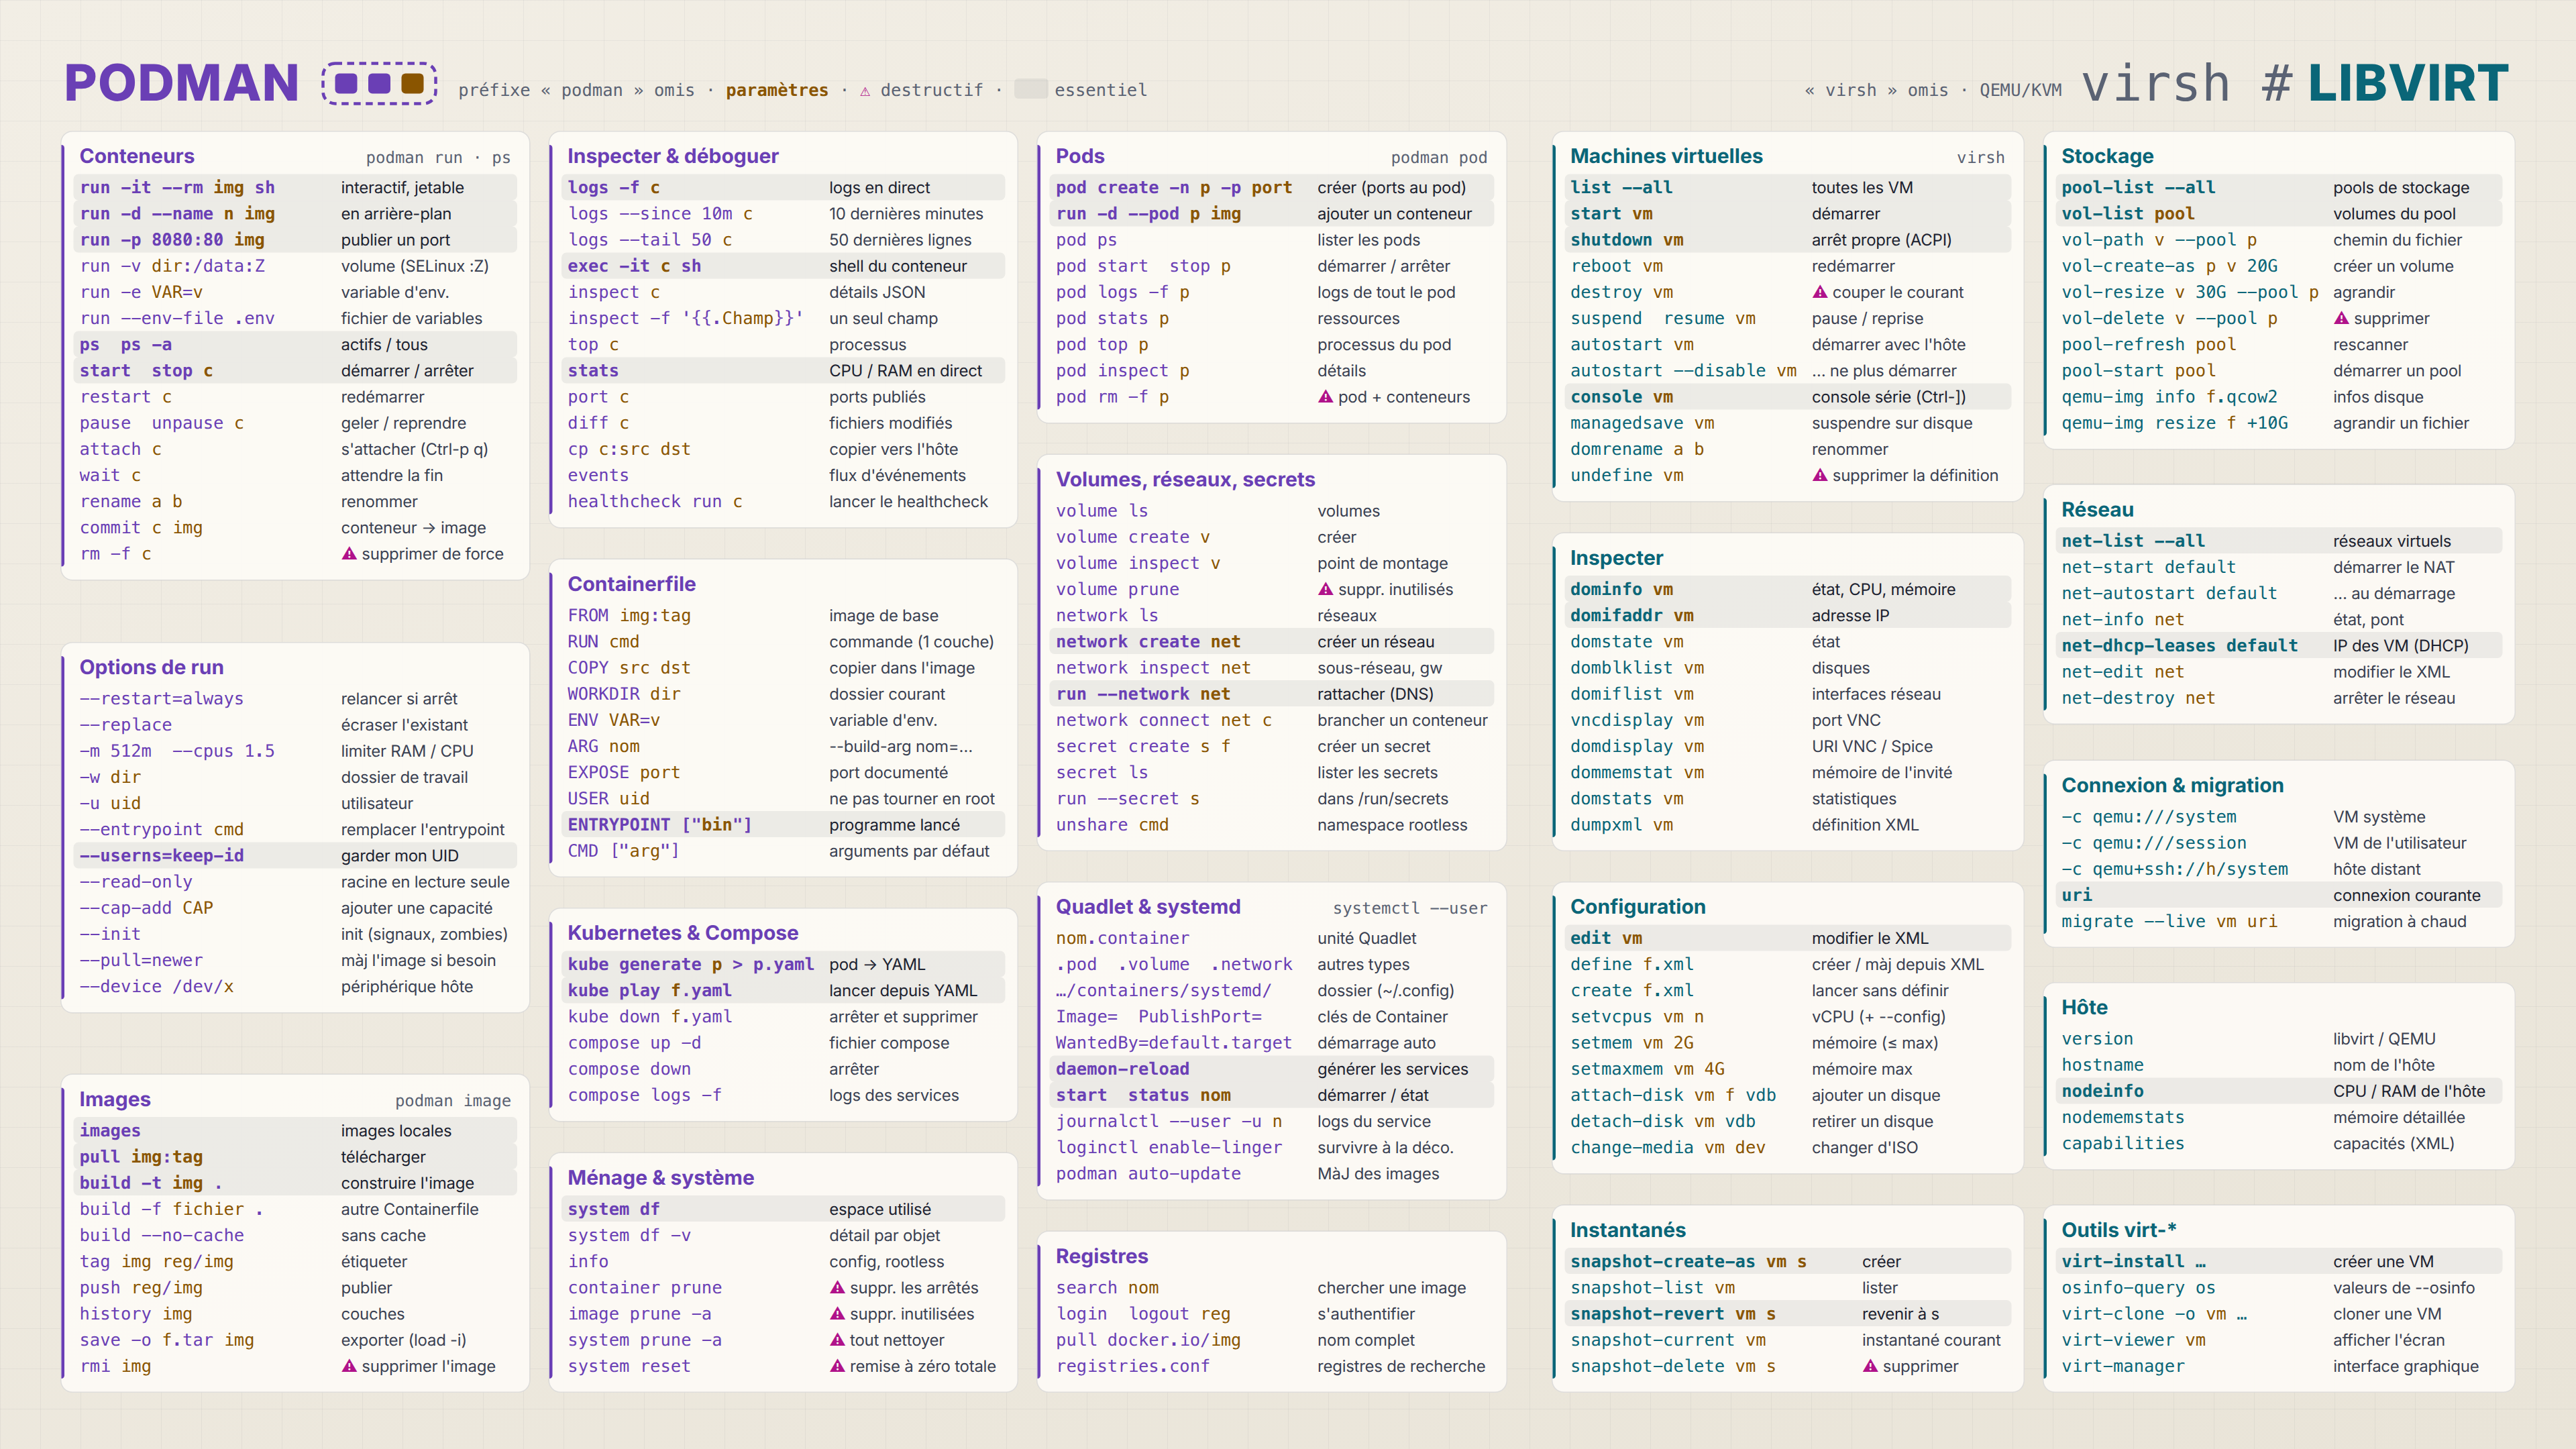 PODMAN préfixe « podman » omis · paramètres · ⚠ destructif · essentiel
« virsh » omis · QEMU/KVM virsh # LIBVIRT
Conteneurs podman run · ps
run -it --rm img sh interactif, jetable
run -d --name n img en arrière-plan
run -p 8080:80 img publier un port
run -v dir:/data:Z volume (SELinux :Z)
run -e VAR=v variable d'env.
run --env-file .env fichier de variables
ps ps -a actifs / tous
start stop c démarrer / arrêter
restart c redémarrer
pause unpause c geler / reprendre
attach c s'attacher (Ctrl-p q)
wait c attendre la fin
rename a b renommer
commit c img conteneur → image
rm -f c ⚠ supprimer de force
Options de run
--restart=always relancer si arrêt
--replace écraser l'existant
-m 512m --cpus 1.5 limiter RAM / CPU
-w dir dossier de travail
-u uid utilisateur
--entrypoint cmd remplacer l'entrypoint
--userns=keep-id garder mon UID
--read-only racine en lecture seule
--cap-add CAP ajouter une capacité
--init init (signaux, zombies)
--pull=newer màj l'image si besoin
--device /dev/x périphérique hôte
Images podman image
images images locales
pull img:tag télécharger
build -t img . construire l'image
build -f fichier . autre Containerfile
build --no-cache sans cache
tag img reg/img étiqueter
push reg/img publier
history img couches
save -o f.tar img exporter (load -i)
rmi img ⚠ supprimer l'image
Inspecter & déboguer
logs -f c logs en direct
logs --since 10m c 10 dernières minutes
logs --tail 50 c 50 dernières lignes
exec -it c sh shell du conteneur
inspect c détails JSON
inspect -f '{{.Champ}}' un seul champ
top c processus
stats CPU / RAM en direct
port c ports publiés
diff c fichiers modifiés
cp c:src dst copier vers l'hôte
events flux d'événements
healthcheck run c lancer le healthcheck
Containerfile
FROM img:tag image de base
RUN cmd commande (1 couche)
COPY src dst copier dans l'image
WORKDIR dir dossier courant
ENV VAR=v variable d'env.
ARG nom --build-arg nom=…
EXPOSE port port documenté
USER uid ne pas tourner en root
ENTRYPOINT ["bin"] programme lancé
CMD ["arg"] arguments par défaut
Kubernetes & Compose
kube generate p > p.yaml pod → YAML
kube play f.yaml lancer depuis YAML
kube down f.yaml arrêter et supprimer
compose up -d fichier compose
compose down arrêter
compose logs -f logs des services
Ménage & système
system df espace utilisé
system df -v détail par objet
info config, rootless
container prune ⚠ suppr. les arrêtés
image prune -a ⚠ suppr. inutilisées
system prune -a ⚠ tout nettoyer
system reset ⚠ remise à zéro totale
Pods podman pod
pod create -n p -p port créer (ports au pod)
run -d --pod p img ajouter un conteneur
pod ps lister les pods
pod start stop p démarrer / arrêter
pod logs -f p logs de tout le pod
pod stats p ressources
pod top p processus du pod
pod inspect p détails
pod rm -f p ⚠ pod + conteneurs
Volumes, réseaux, secrets
volume ls volumes
volume create v créer
volume inspect v point de montage
volume prune ⚠ suppr. inutilisés
network ls réseaux
network create net créer un réseau
network inspect net sous-réseau, gw
run --network net rattacher (DNS)
network connect net c brancher un conteneur
secret create s f créer un secret
secret ls lister les secrets
run --secret s dans /run/secrets
unshare cmd namespace rootless
Quadlet & systemd systemctl --user
nom.container unité Quadlet
.pod .volume .network autres types
…/containers/systemd/ dossier (~/.config)
Image= PublishPort= clés de Container
WantedBy=default.target démarrage auto
daemon-reload générer les services
start status nom démarrer / état
journalctl --user -u n logs du service
loginctl enable-linger survivre à la déco.
podman auto-update MàJ des images
Registres
search nom chercher une image
login logout reg s'authentifier
pull docker.io/img nom complet
registries.conf registres de recherche
Machines virtuelles virsh
list --all toutes les VM
start vm démarrer
shutdown vm arrêt propre (ACPI)
reboot vm redémarrer
destroy vm ⚠ couper le courant
suspend resume vm pause / reprise
autostart vm démarrer avec l'hôte
autostart --disable vm … ne plus démarrer
console vm console série (Ctrl-])
managedsave vm suspendre sur disque
domrename a b renommer
undefine vm ⚠ supprimer la définition
Inspecter
dominfo vm état, CPU, mémoire
domifaddr vm adresse IP
domstate vm état
domblklist vm disques
domiflist vm interfaces réseau
vncdisplay vm port VNC
domdisplay vm URI VNC / Spice
dommemstat vm mémoire de l'invité
domstats vm statistiques
dumpxml vm définition XML
Configuration
edit vm modifier le XML
define f.xml créer / màj depuis XML
create f.xml lancer sans définir
setvcpus vm n vCPU (+ --config)
setmem vm 2G mémoire (≤ max)
setmaxmem vm 4G mémoire max
attach-disk vm f vdb ajouter un disque
detach-disk vm vdb retirer un disque
change-media vm dev changer d'ISO
Instantanés
snapshot-create-as vm s créer
snapshot-list vm lister
snapshot-revert vm s revenir à s
snapshot-current vm instantané courant
snapshot-delete vm s ⚠ supprimer
Stockage
pool-list --all pools de stockage
vol-list pool volumes du pool
vol-path v --pool p chemin du fichier
vol-create-as p v 20G créer un volume
vol-resize v 30G --pool p agrandir
vol-delete v --pool p ⚠ supprimer
pool-refresh pool rescanner
pool-start pool démarrer un pool
qemu-img info f.qcow2 infos disque
qemu-img resize f +10G agrandir un fichier
Réseau
net-list --all réseaux virtuels
net-start default démarrer le NAT
net-autostart default … au démarrage
net-info net état, pont
net-dhcp-leases default IP des VM (DHCP)
net-edit net modifier le XML
net-destroy net arrêter le réseau
Connexion & migration
-c qemu:///system VM système
-c qemu:///session VM de l'utilisateur
-c qemu+ssh://h/system hôte distant
uri connexion courante
migrate --live vm uri migration à chaud
Hôte
version libvirt / QEMU
hostname nom de l'hôte
nodeinfo CPU / RAM de l'hôte
nodememstats mémoire détaillée
capabilities capacités (XML)
Outils virt-*
virt-install … créer une VM
osinfo-query os valeurs de --osinfo
virt-clone -o vm … cloner une VM
virt-viewer vm afficher l'écran
virt-manager interface graphique